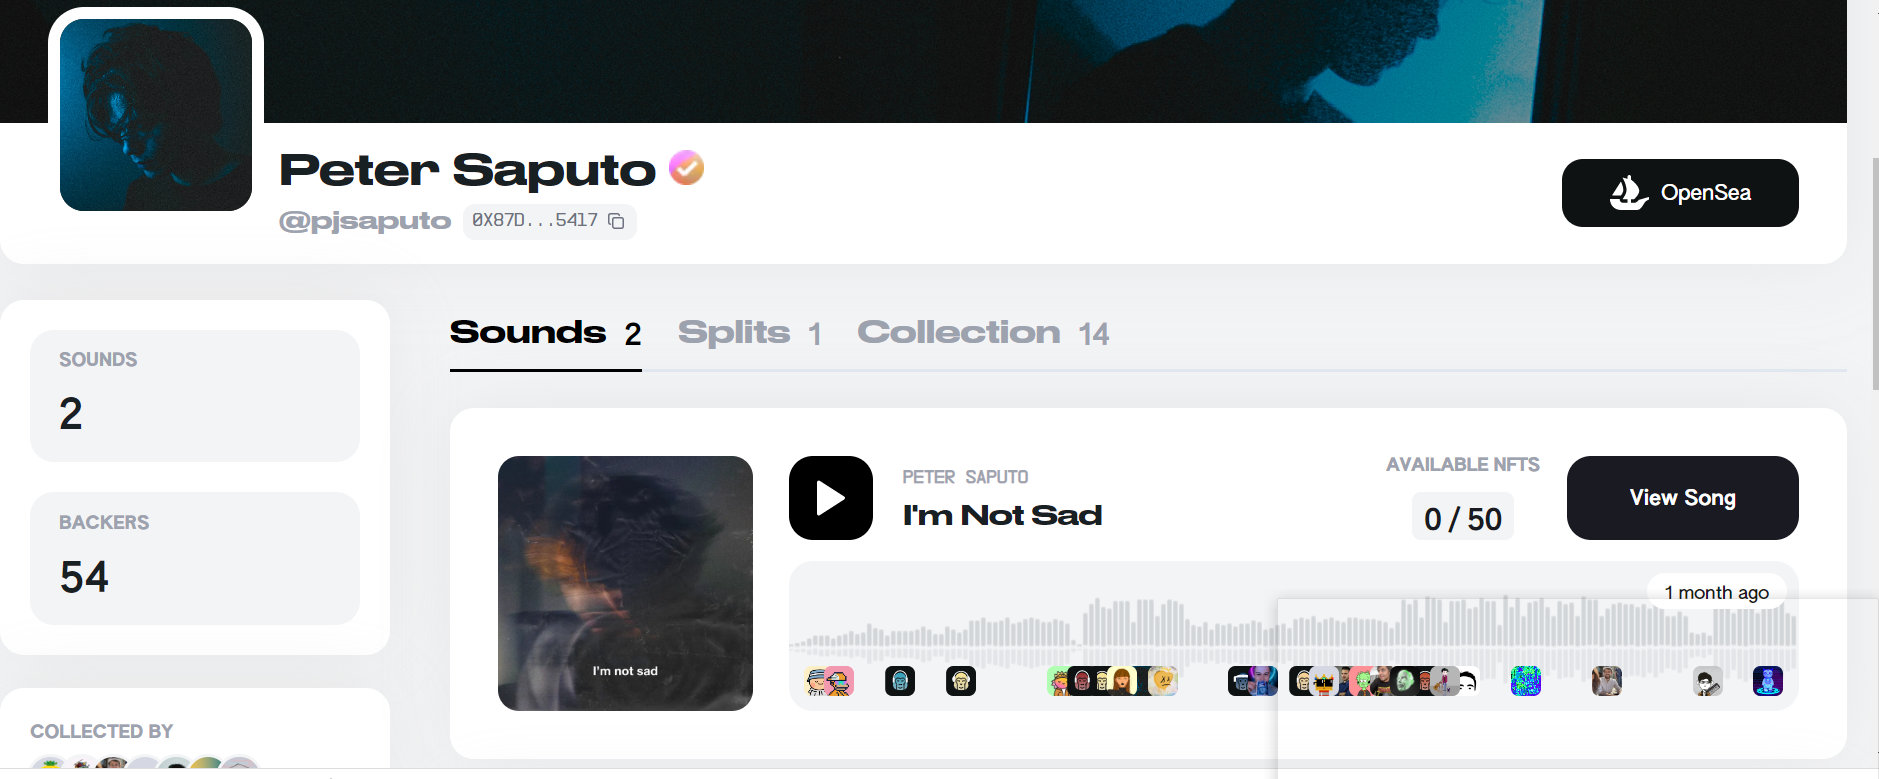 Peter Saputo
@pjsaputo 0X87D...5417
OpenSea
Sounds 2 Splits 1 Collection 14
SOUNDS
2
BACKERS
54
COLLECTED BY
I'm not sad
PETER SAPUTO
I'm Not Sad
AVAILABLE NFTS
0 / 50
View Song
1 month ago